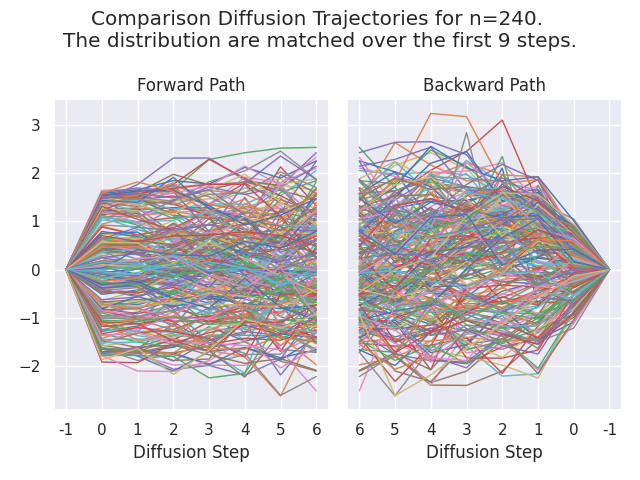 Comparison Diffusion Trajectories for n=240.
The distribution are matched over the first 9 steps.
Forward Path
Backward Path
3
2
1
0
−1
−2
-1 0 1 2 3 4 5 6
6 5 4 3 2 1 0 -1
Diffusion Step
Diffusion Step